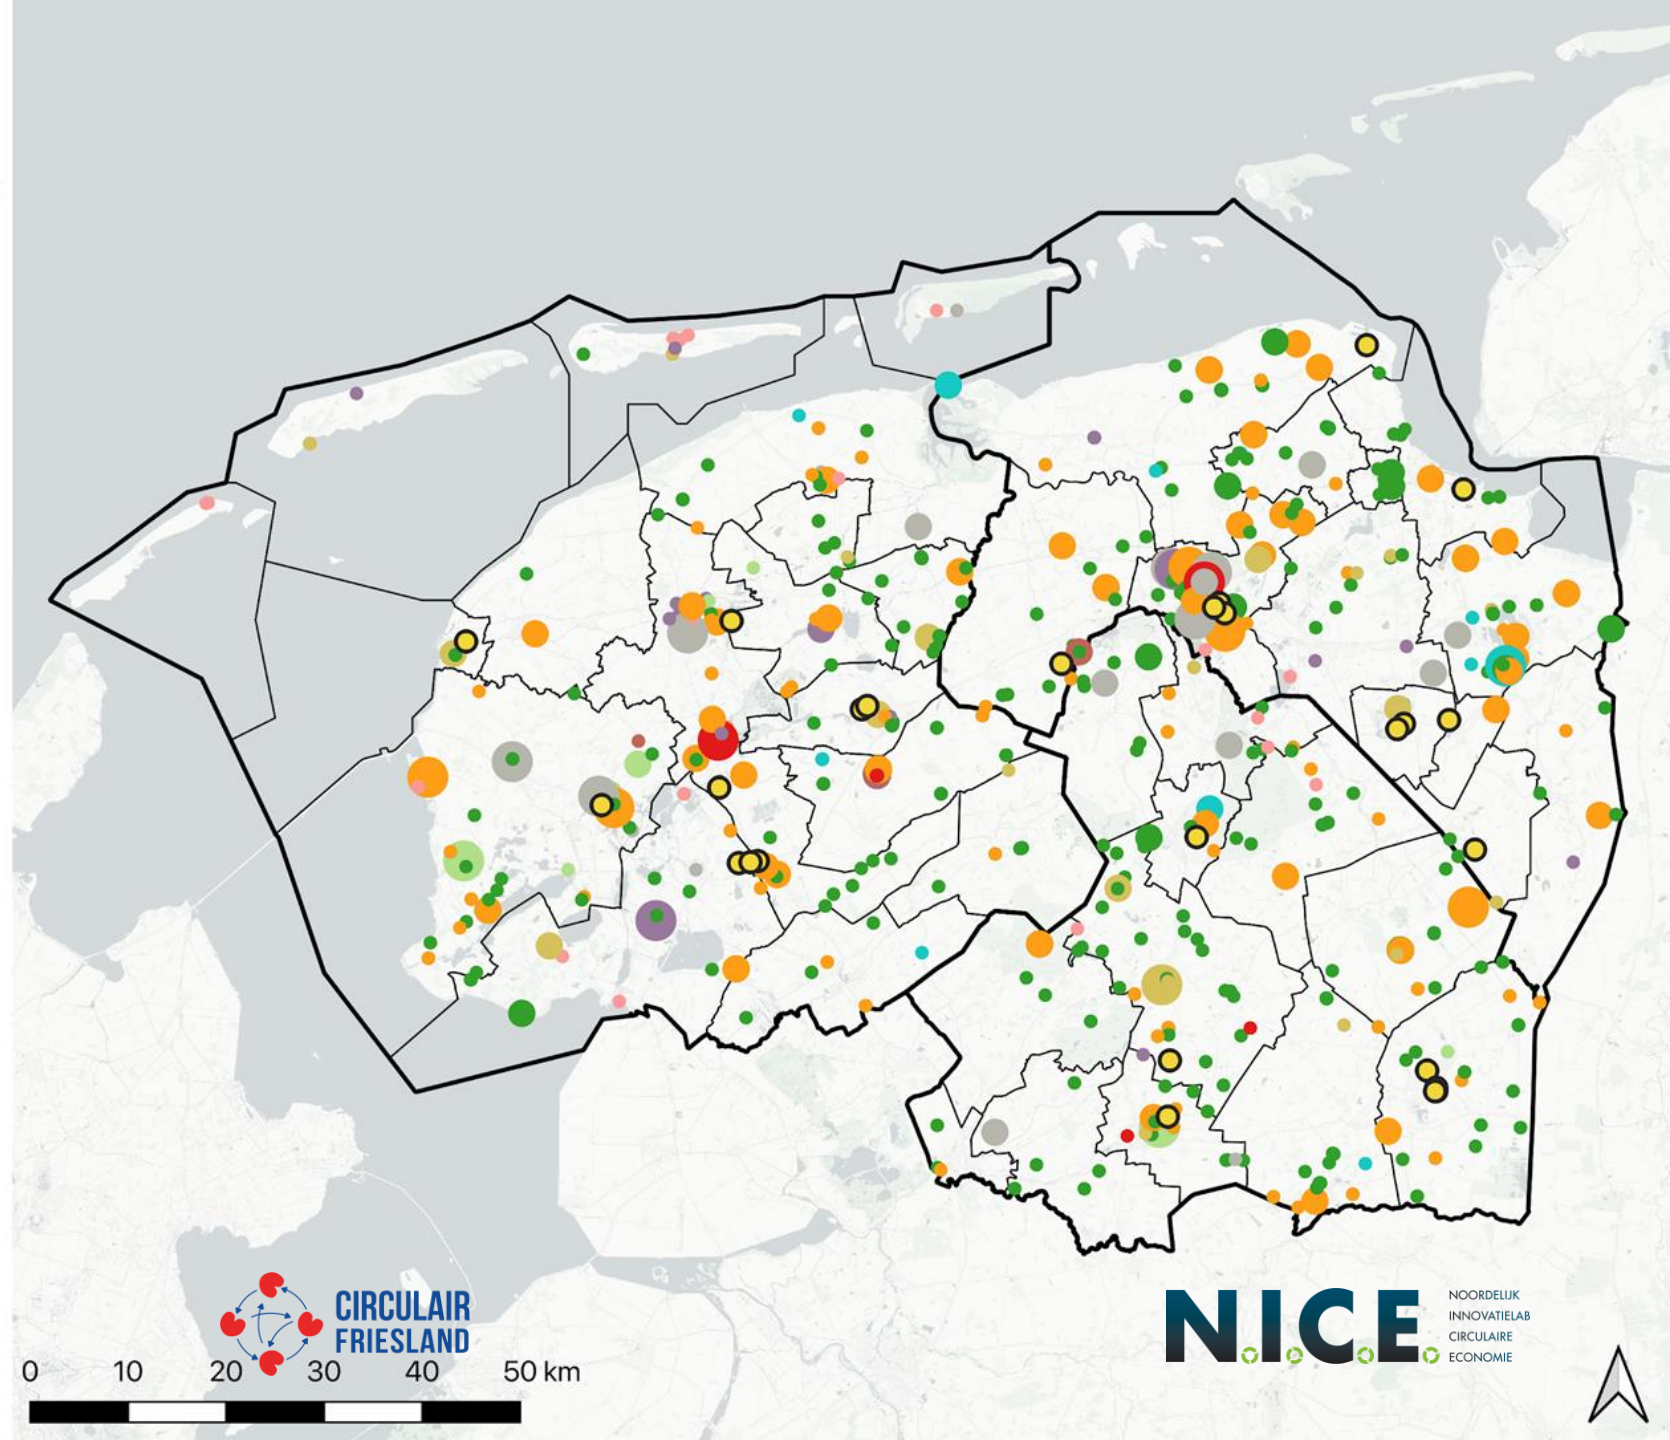 CIRCULAIR
FRIESLAND
0 10 20 30 40 50 km
N.I.C.E.
NOORDELIJK
INNOVATIELAB
CIRCULAIRE
ECONOMIE